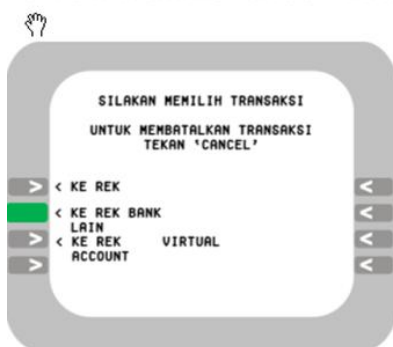 SILAKAN MEMILIH TRANSAKSI
UNTUK MEMBATALKAN TRANSAKSI
TEKAN 'CANCEL'
> < KE REK <
< KE REK BANK <
LAIN
> < KE REK VIRTUAL <
> ACCOUNT <